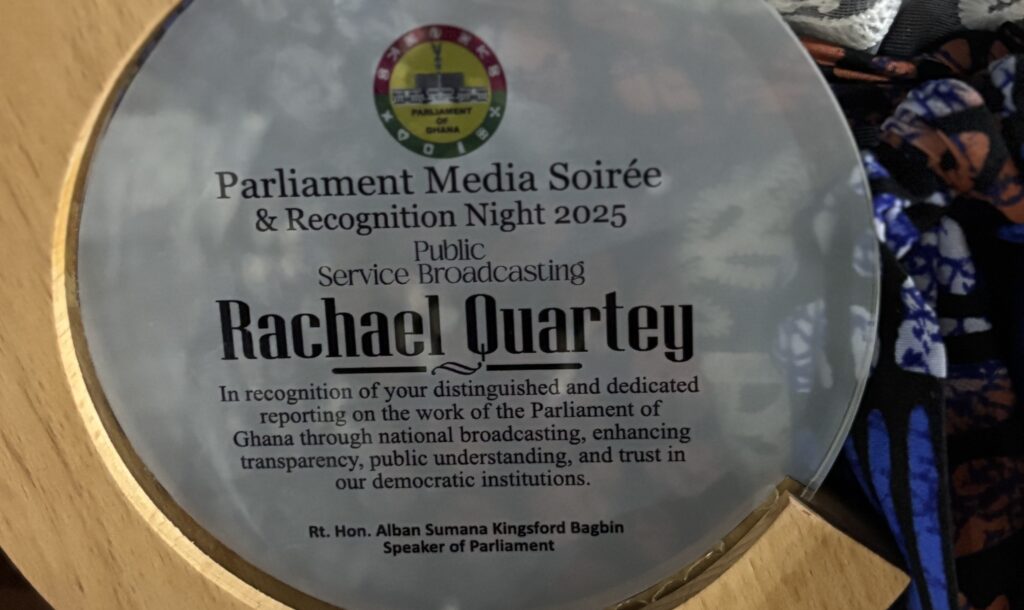 PARLIAMENT
OF
GHANA
Parliament Media Soirée
& Recognition Night 2025
Public
Service Broadcasting
Rachael Quartey
In recognition of your distinguished and dedicated
reporting on the work of the Parliament of
Ghana through national broadcasting, enhancing
transparency, public understanding, and trust in
our democratic institutions.
Rt. Hon. Alban Sumana Kingsford Bagbin
Speaker of Parliament